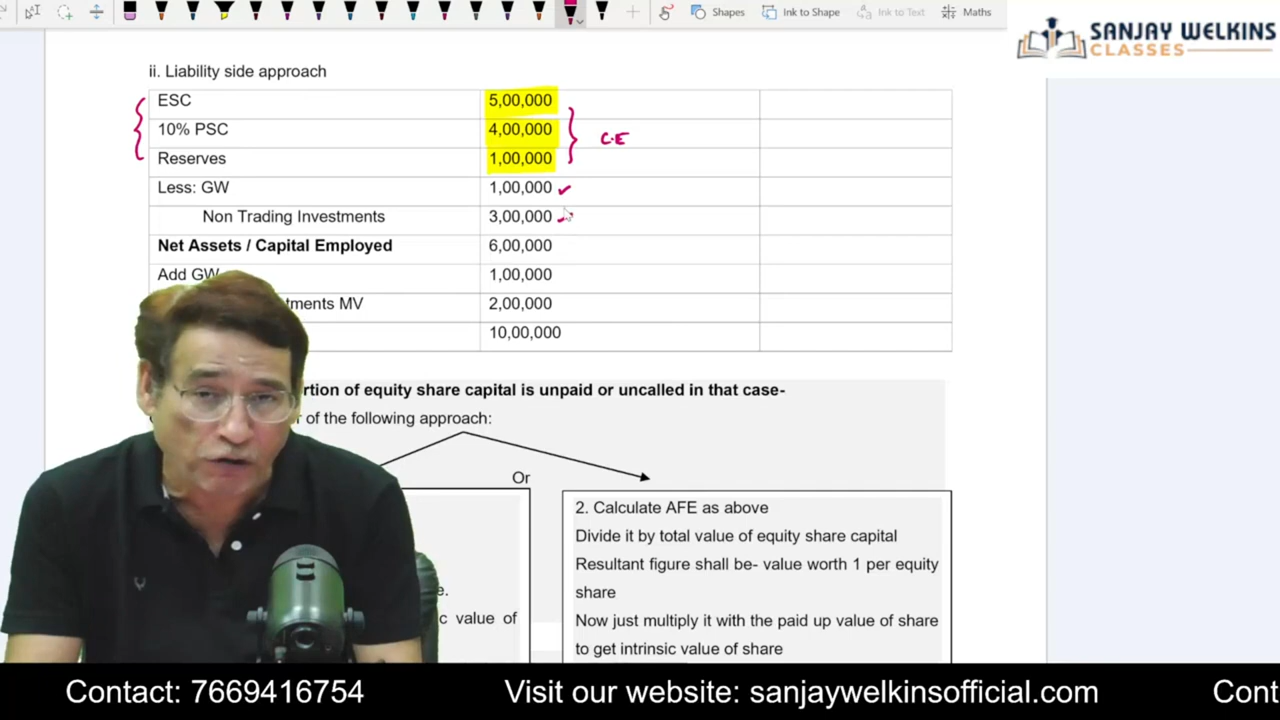 Shapes Ink to Shape Ink to Text Maths
SANJAY WELKINS
CLASSES
ii. Liability side approach
ESC 5,00,000
10% PSC 4,00,000
C.E
Reserves 1,00,000
Less: GW 1,00,000
Non Trading Investments 3,00,000
Net Assets / Capital Employed 6,00,000
Add GW 1,00,000
MV 2,00,000
10,00,000
of equity share capital is unpaid or uncalled in that case-
of the following approach:
Or
2. Calculate AFE as above
Divide it by total value of equity share capital
Resultant figure shall be- value worth 1 per equity
share
Now just multiply it with the paid up value of share
to get intrinsic value of share
value of
Contact: 7669416754 Visit our website: sanjaywelkinsofficial.com Cont